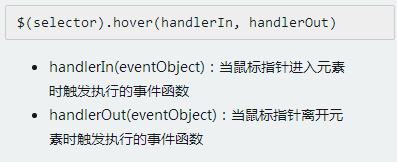 $(selector).hover(handlerIn, handlerOut)
handlerIn(eventObject)：当鼠标指针进入元素
时触发执行的事件函数
handlerOut(eventObject)：当鼠标指针离开元
素时触发执行的事件函数